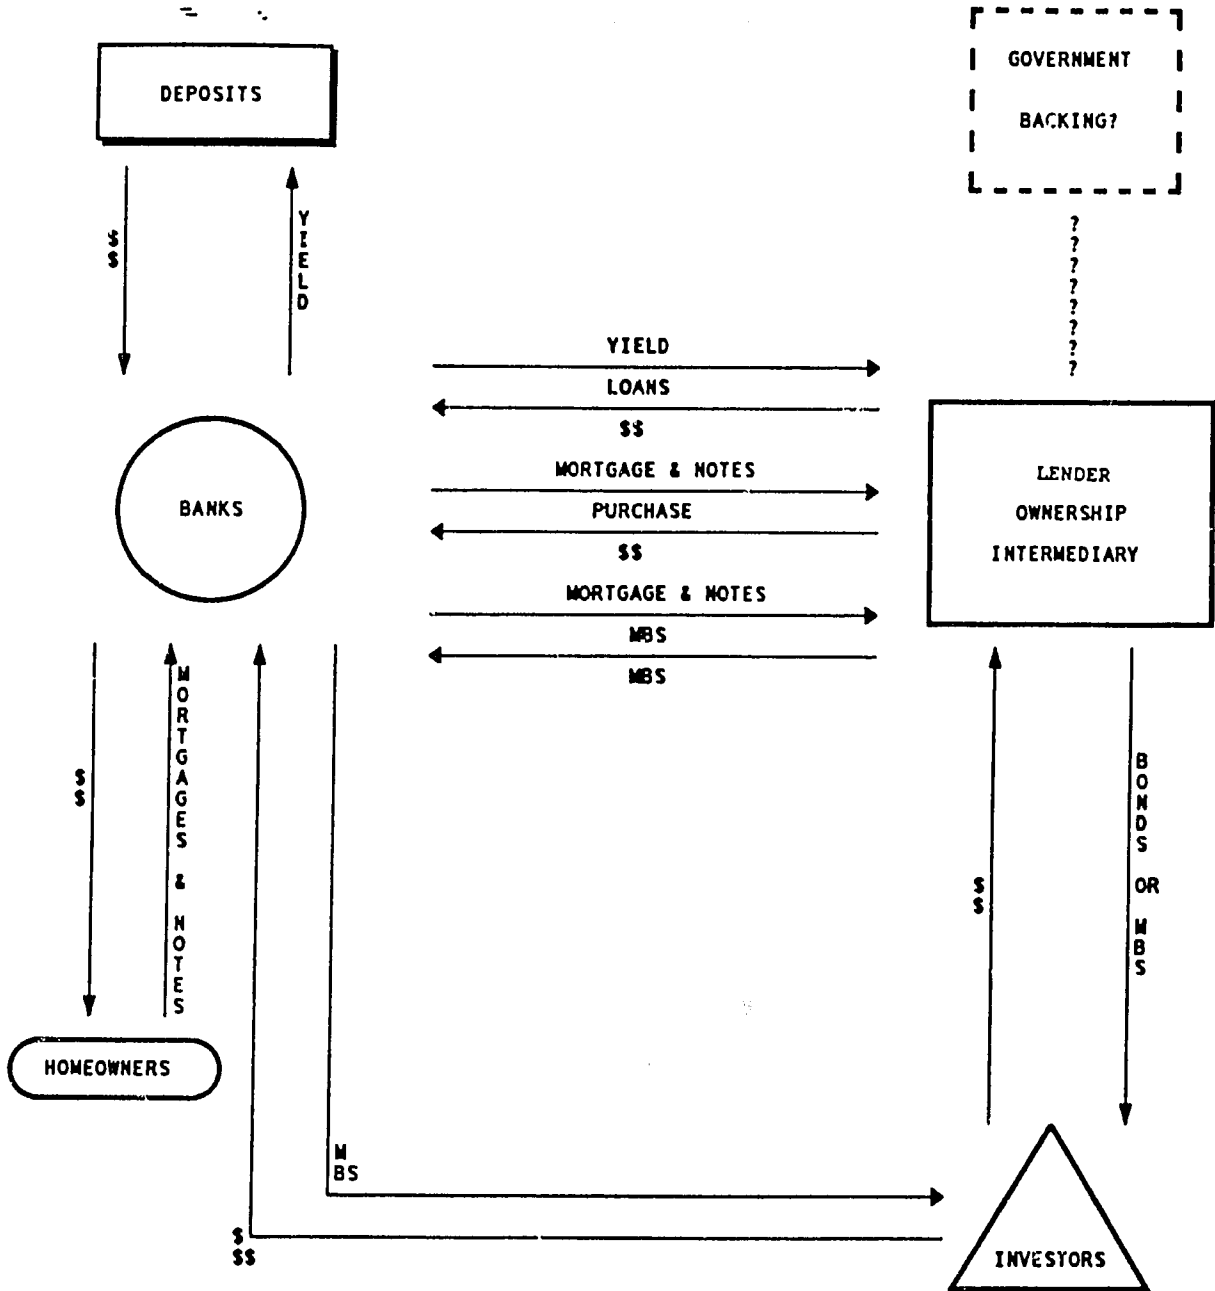 DEPOSITS
GOVERNMENT
BACKING?
$$
YIELD
????????
YIELD
LOANS
$$
MORTGAGE & NOTES
PURCHASE
$$
MORTGAGE & NOTES
MBS
MBS
BANKS
LENDER
OWNERSHIP
INTERMEDIARY
$$
MORTGAGES & NOTES
$$
BONDS OR MBS
HOMEOWNERS
M
BS
$
$$
INVESTORS